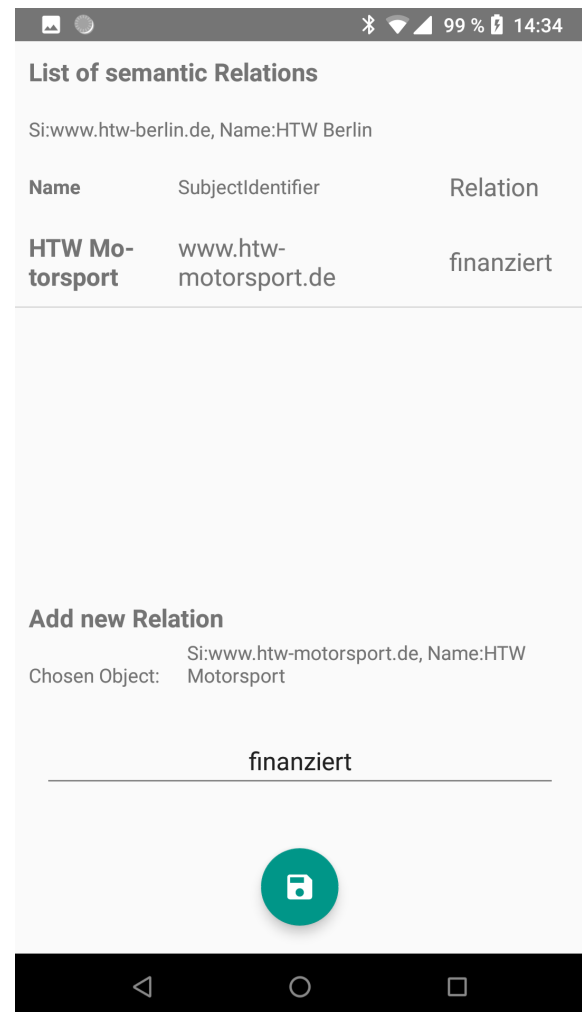 99 % 14:34
List of semantic Relations
Si:www.htw-berlin.de, Name:HTW Berlin
Name SubjectIdentifier Relation
HTW Mo- www.htw- finanziert
torsport motorsport.de
Add new Relation
Si:www.htw-motorsport.de, Name:HTW
Chosen Object: Motorsport
finanziert